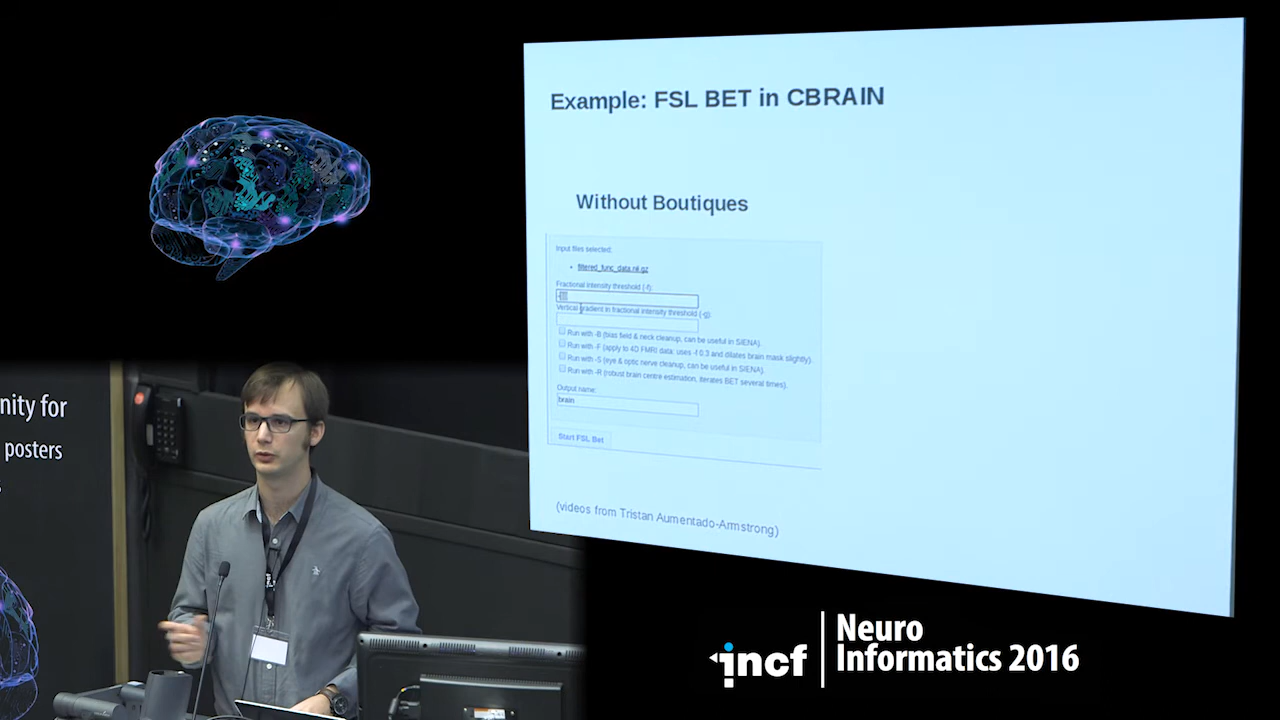 Example: FSL BET in CBRAIN
Without Boutiques
Input files selected:
filtered_func_data.nii.gz
Fractional intensity threshold (-f):
Vertical gradient in fractional intensity threshold (-g):
Run with -B (bias field & neck cleanup, can be useful in SIENA).
Run with -F (apply to 4D FMRI data: uses -f 0.3 and dilates brain mask slightly).
Run with -S (eye & optic nerve cleanup, can be useful in SIENA).
Run with -R (robust brain centre estimation, iterates BET several times).
Output name:
brain
Start FSL Bet
(videos from Tristan Aumentado-Armstrong)
nity for
posters
incf
Neuro
Informatics 2016